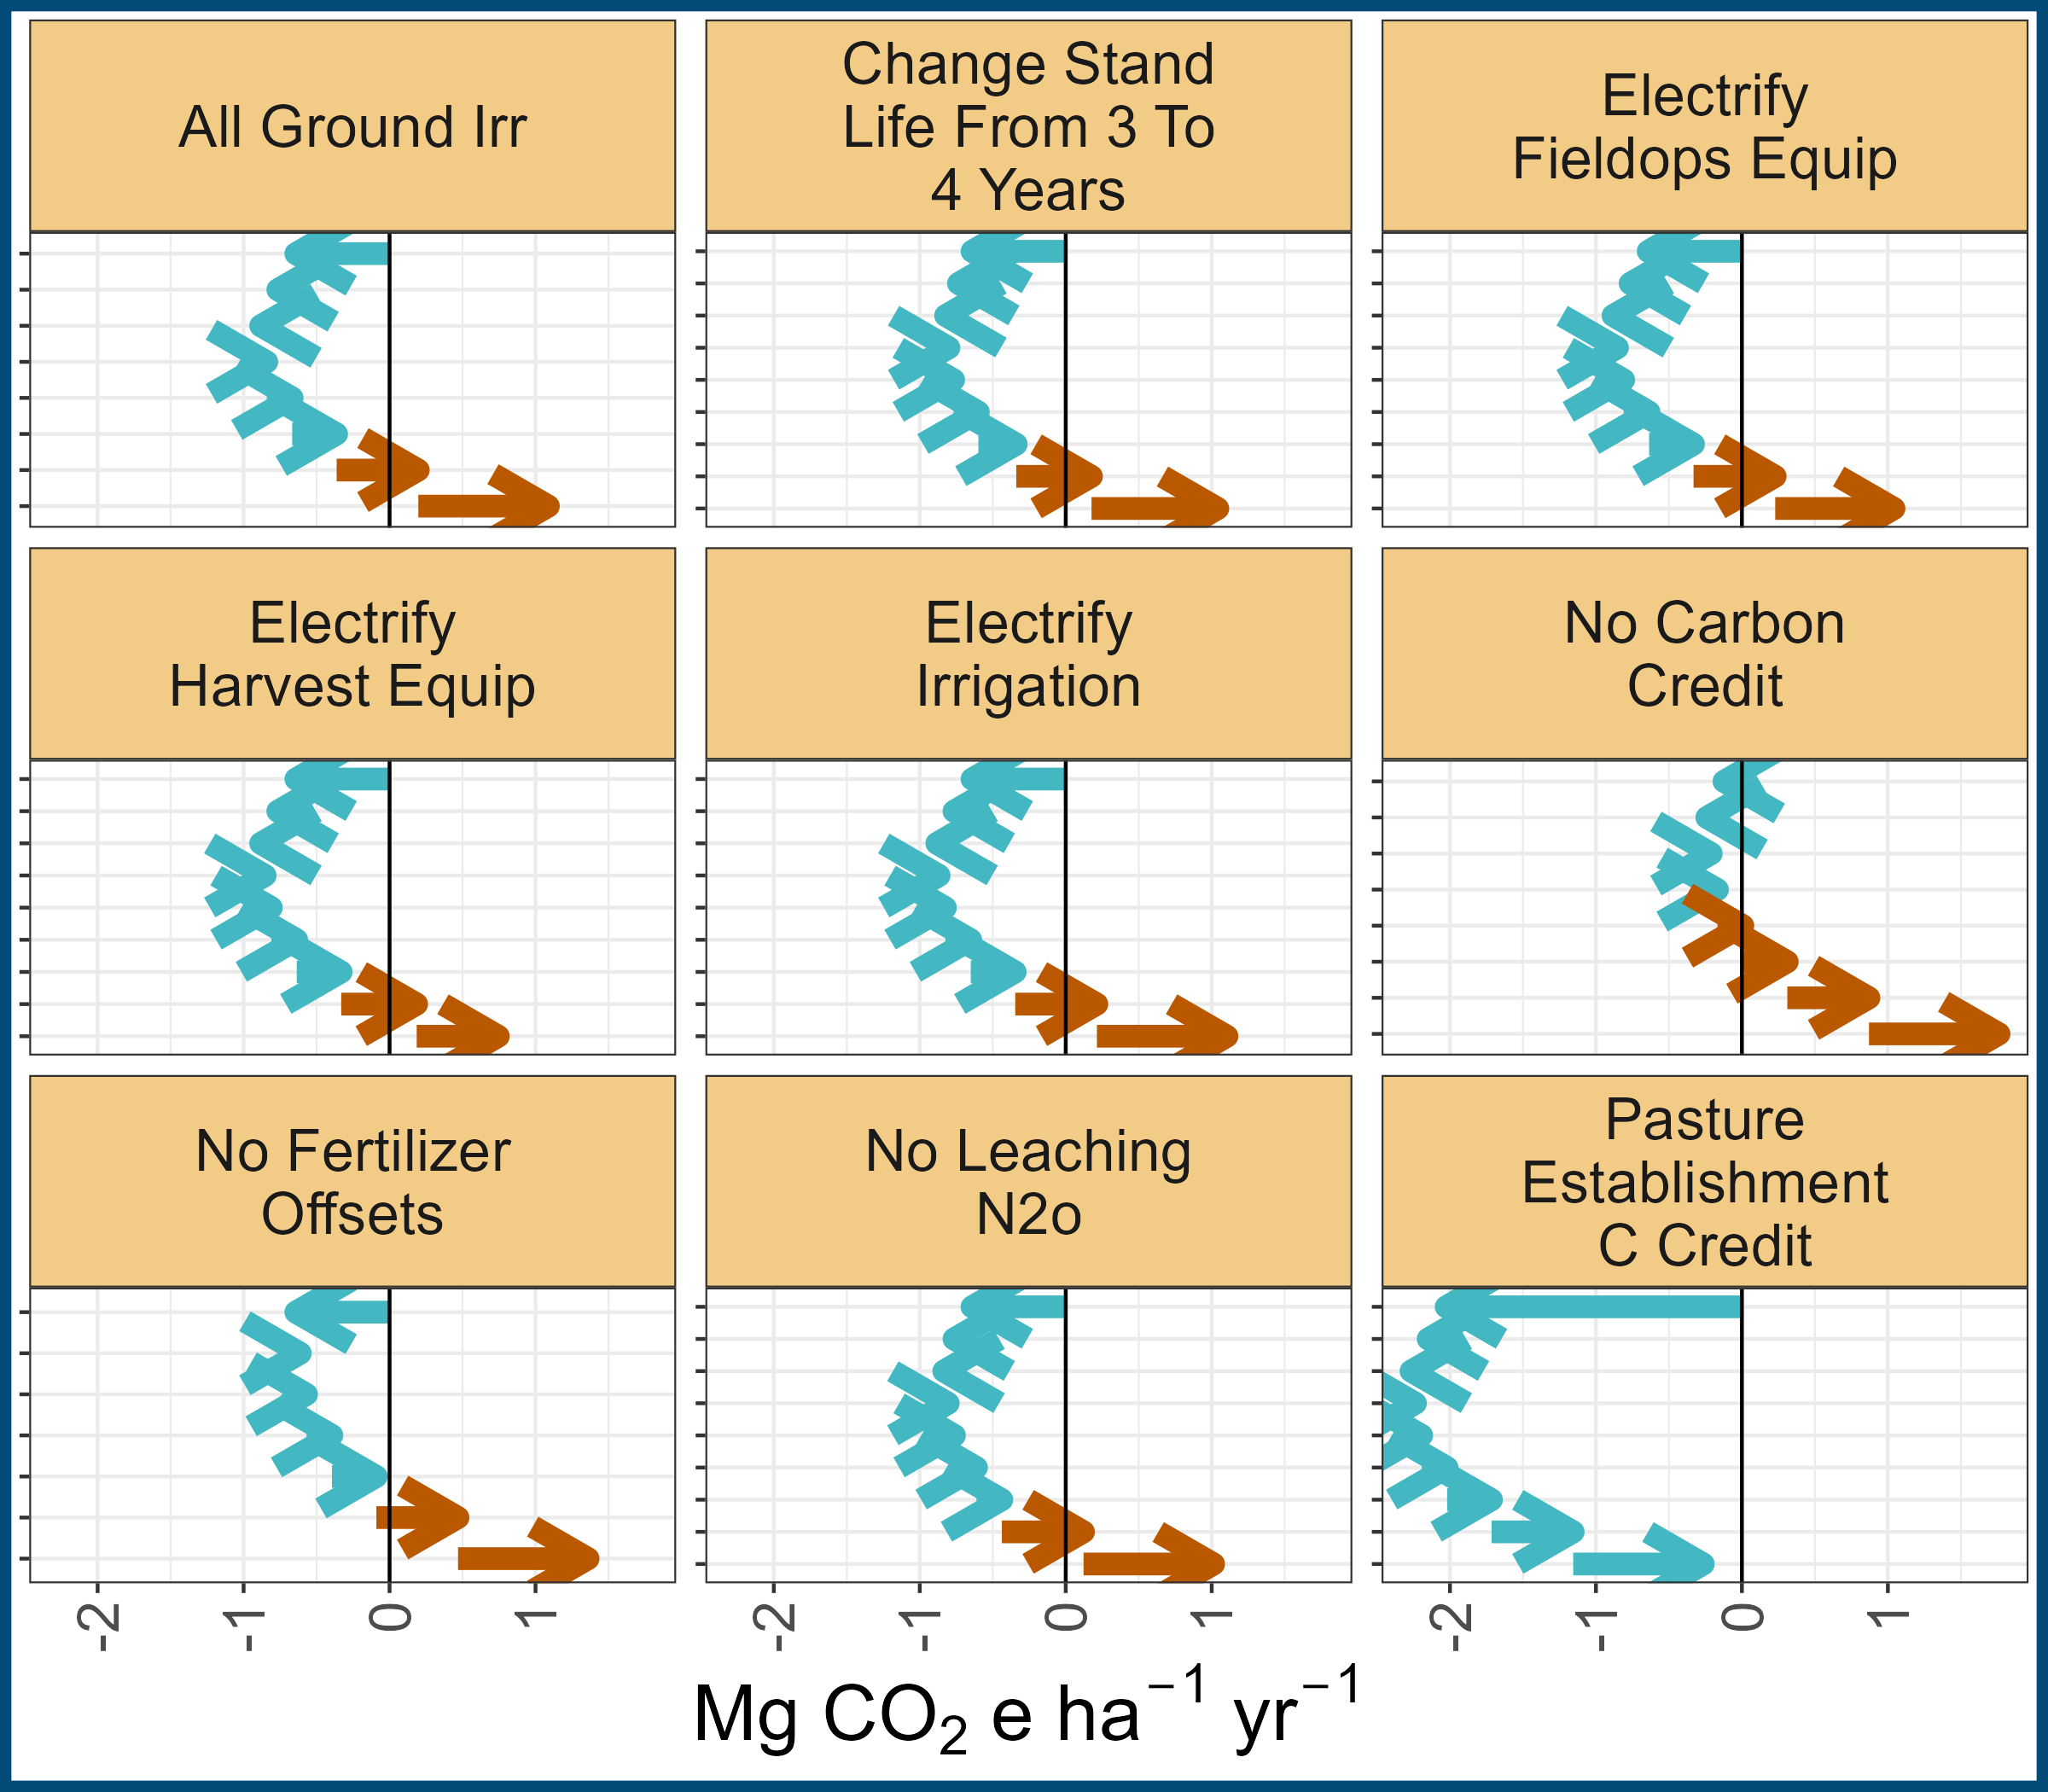 All Ground Irr
Change Stand
Life From 3 To
4 Years
Electrify
Fieldops Equip
Electrify
Harvest Equip
Electrify
Irrigation
No Carbon
Credit
No Fertilizer
Offsets
No Leaching
N2o
Pasture
Establishment
C Credit
-2 -1 0 1
-2 -1 0 1
-2 -1 0 1
Mg CO₂ e ha⁻¹ yr⁻¹